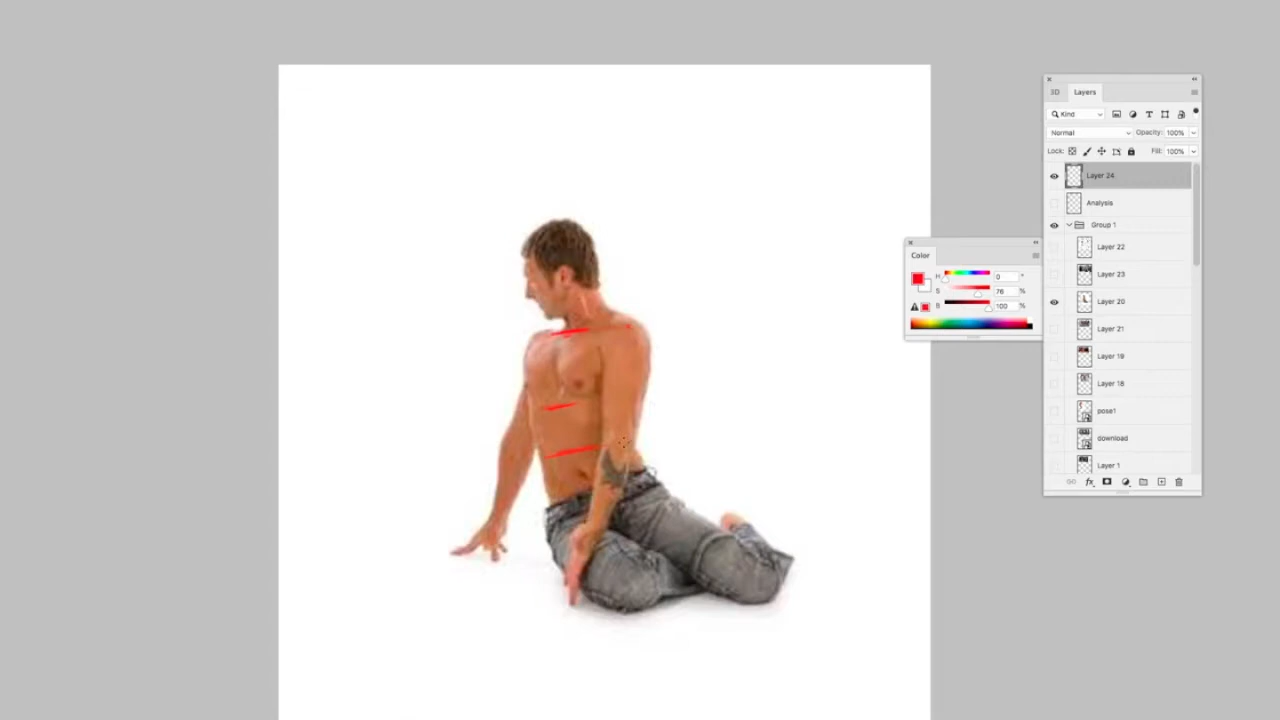 3D Layers
Kind
Normal Opacity: 100%
Lock: Fill: 100%
Layer 24
Analysis
Group 1
Layer 22
Layer 23
Layer 20
Layer 21
Layer 19
Layer 18
pose1
download
Layer 1
fx
Color
H 0 °
S 76 %
B 100 %